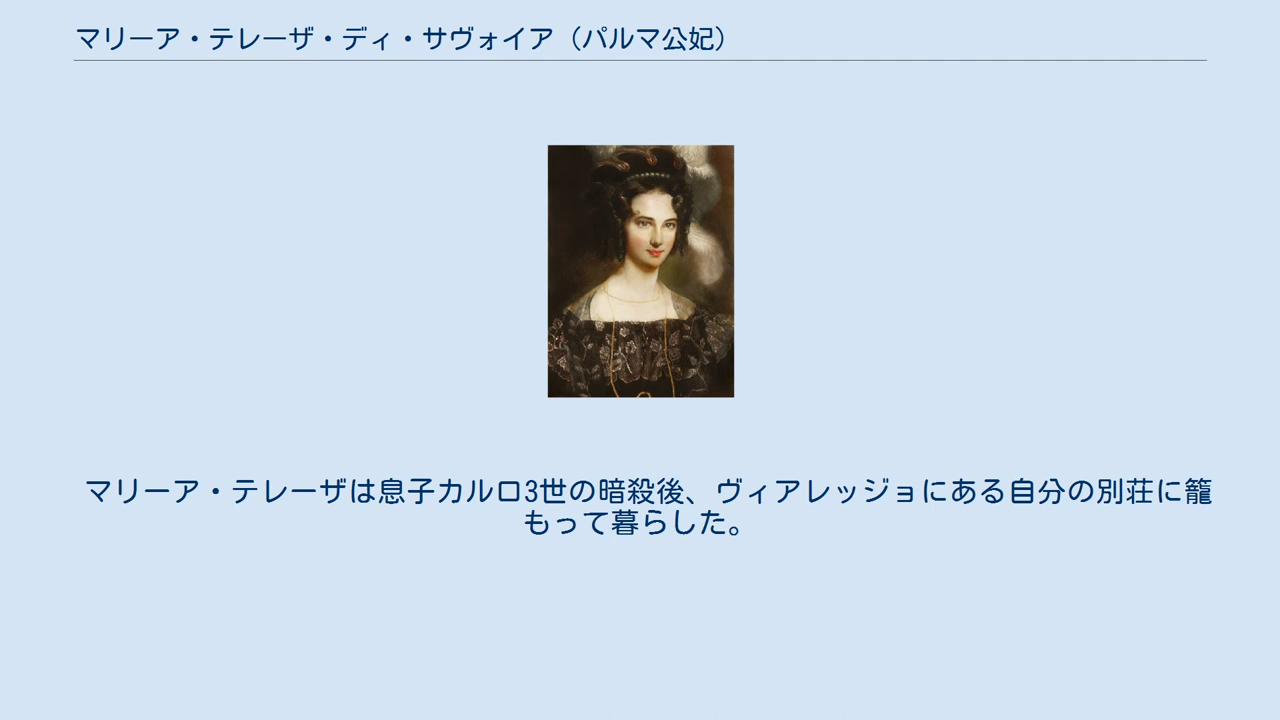 マリーア・テレーザ・ディ・サヴォイア（パルマ公妃）
マリーア・テレーザは息子カルロ3世の暗殺後、ヴィアレッジョにある自分の別荘に籠
もって暮らした。